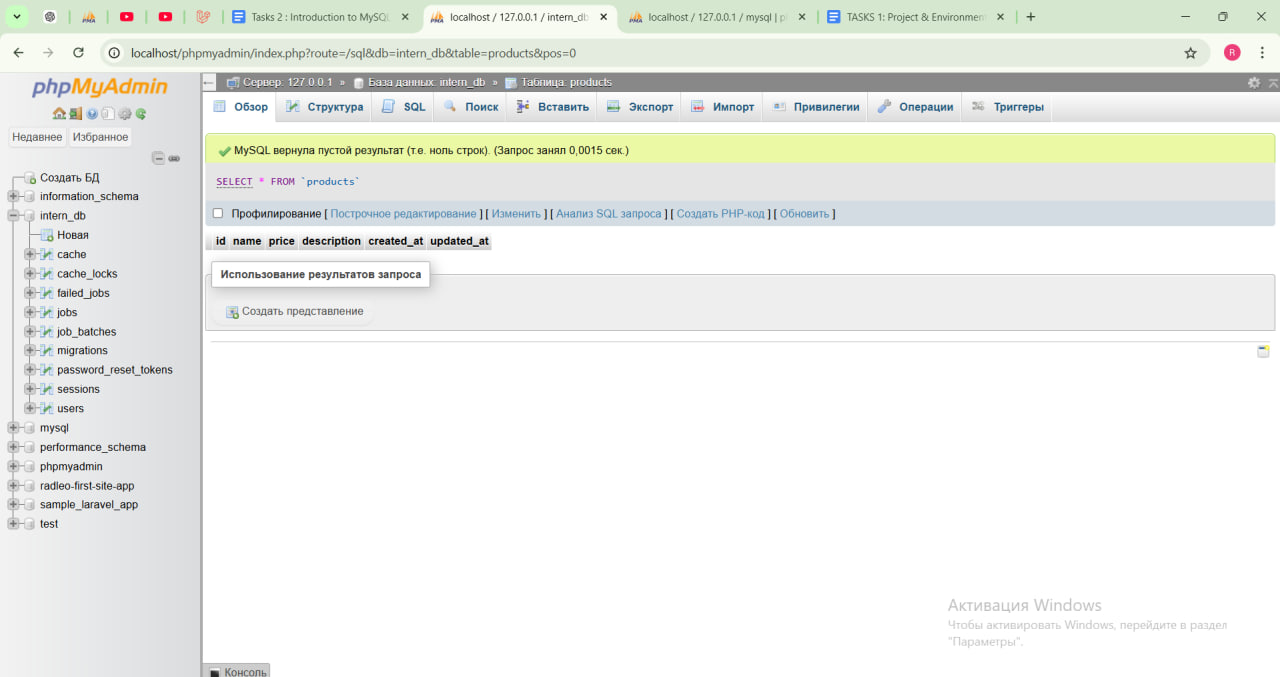 Tasks 2 : Introduction to MySQL
localhost / 127.0.0.1 / intern_db
localhost / 127.0.0.1 / mysql | p
TASKS 1: Project & Environmen
localhost/phpmyadmin/index.php?route=/sql&db=intern_db&table=products&pos=0
R
phpMyAdmin
Недавнее Избранное
Создать БД
information_schema
intern_db
Новая
cache
cache_locks
failed_jobs
jobs
job_batches
migrations
password_reset_tokens
sessions
users
mysql
performance_schema
phpmyadmin
radleo-first-site-app
sample_laravel_app
test
Сервер: 127.0.0.1 » База данных: intern_db » Таблица: products
Обзор Структура SQL Поиск Вставить Экспорт Импорт Привилегии Операции Триггеры
MySQL вернула пустой результат (т.е. ноль строк). (Запрос занял 0,0015 сек.)
SELECT * FROM `products`
Профилирование [ Построчное редактирование ] [ Изменить ] [ Анализ SQL запроса ] [ Создать PHP-код ] [ Обновить ]
id name price description created_at updated_at
Использование результатов запроса
Создать представление
Активация Windows
Чтобы активировать Windows, перейдите в раздел
"Параметры".
Консоль